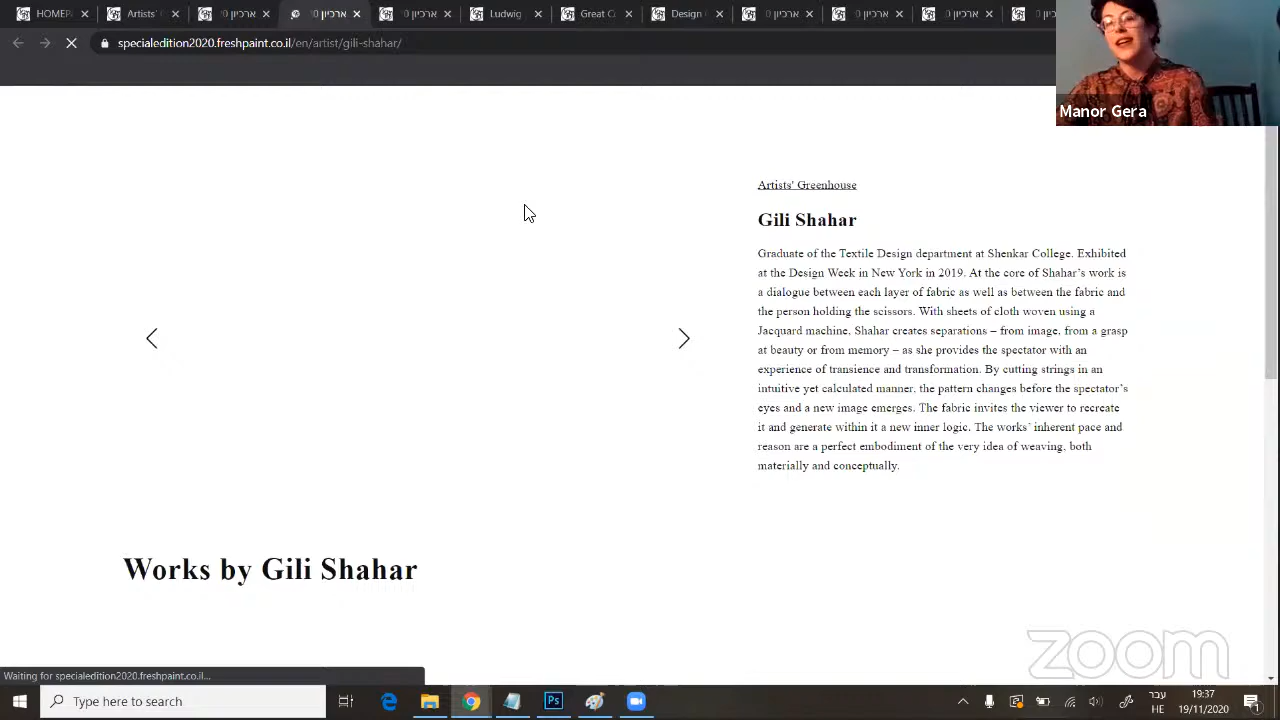 HOMEP
Artists'
ארכיון
ארכיון
ארכיון
Ludwig
Great C
Design
ארכיון
ארכיון
ארכיון
ארכיון
specialedition2020.freshpaint.co.il/en/artist/gili-shahar/
Manor Gera
Artists' Greenhouse
Gili Shahar
Graduate of the Textile Design department at Shenkar College. Exhibited
at the Design Week in New York in 2019. At the core of Shahar's work is
a dialogue between each layer of fabric as well as between the fabric and
the person holding the scissors. With sheets of cloth woven using a
Jacquard machine, Shahar creates separations – from image, from a grasp
at beauty or from memory – as she provides the spectator with an
experience of transience and transformation. By cutting strings in an
intuitive yet calculated manner, the pattern changes before the spectator's
eyes and a new image emerges. The fabric invites the viewer to recreate
it and generate within it a new inner logic. The works' inherent pace and
reason are a perfect embodiment of the very idea of weaving, both
materially and conceptually.
Works by Gili Shahar
zoom
Waiting for specialedition2020.freshpaint.co.il...
Type here to search
Ps
עבר
HE
19:37
19/11/2020
1